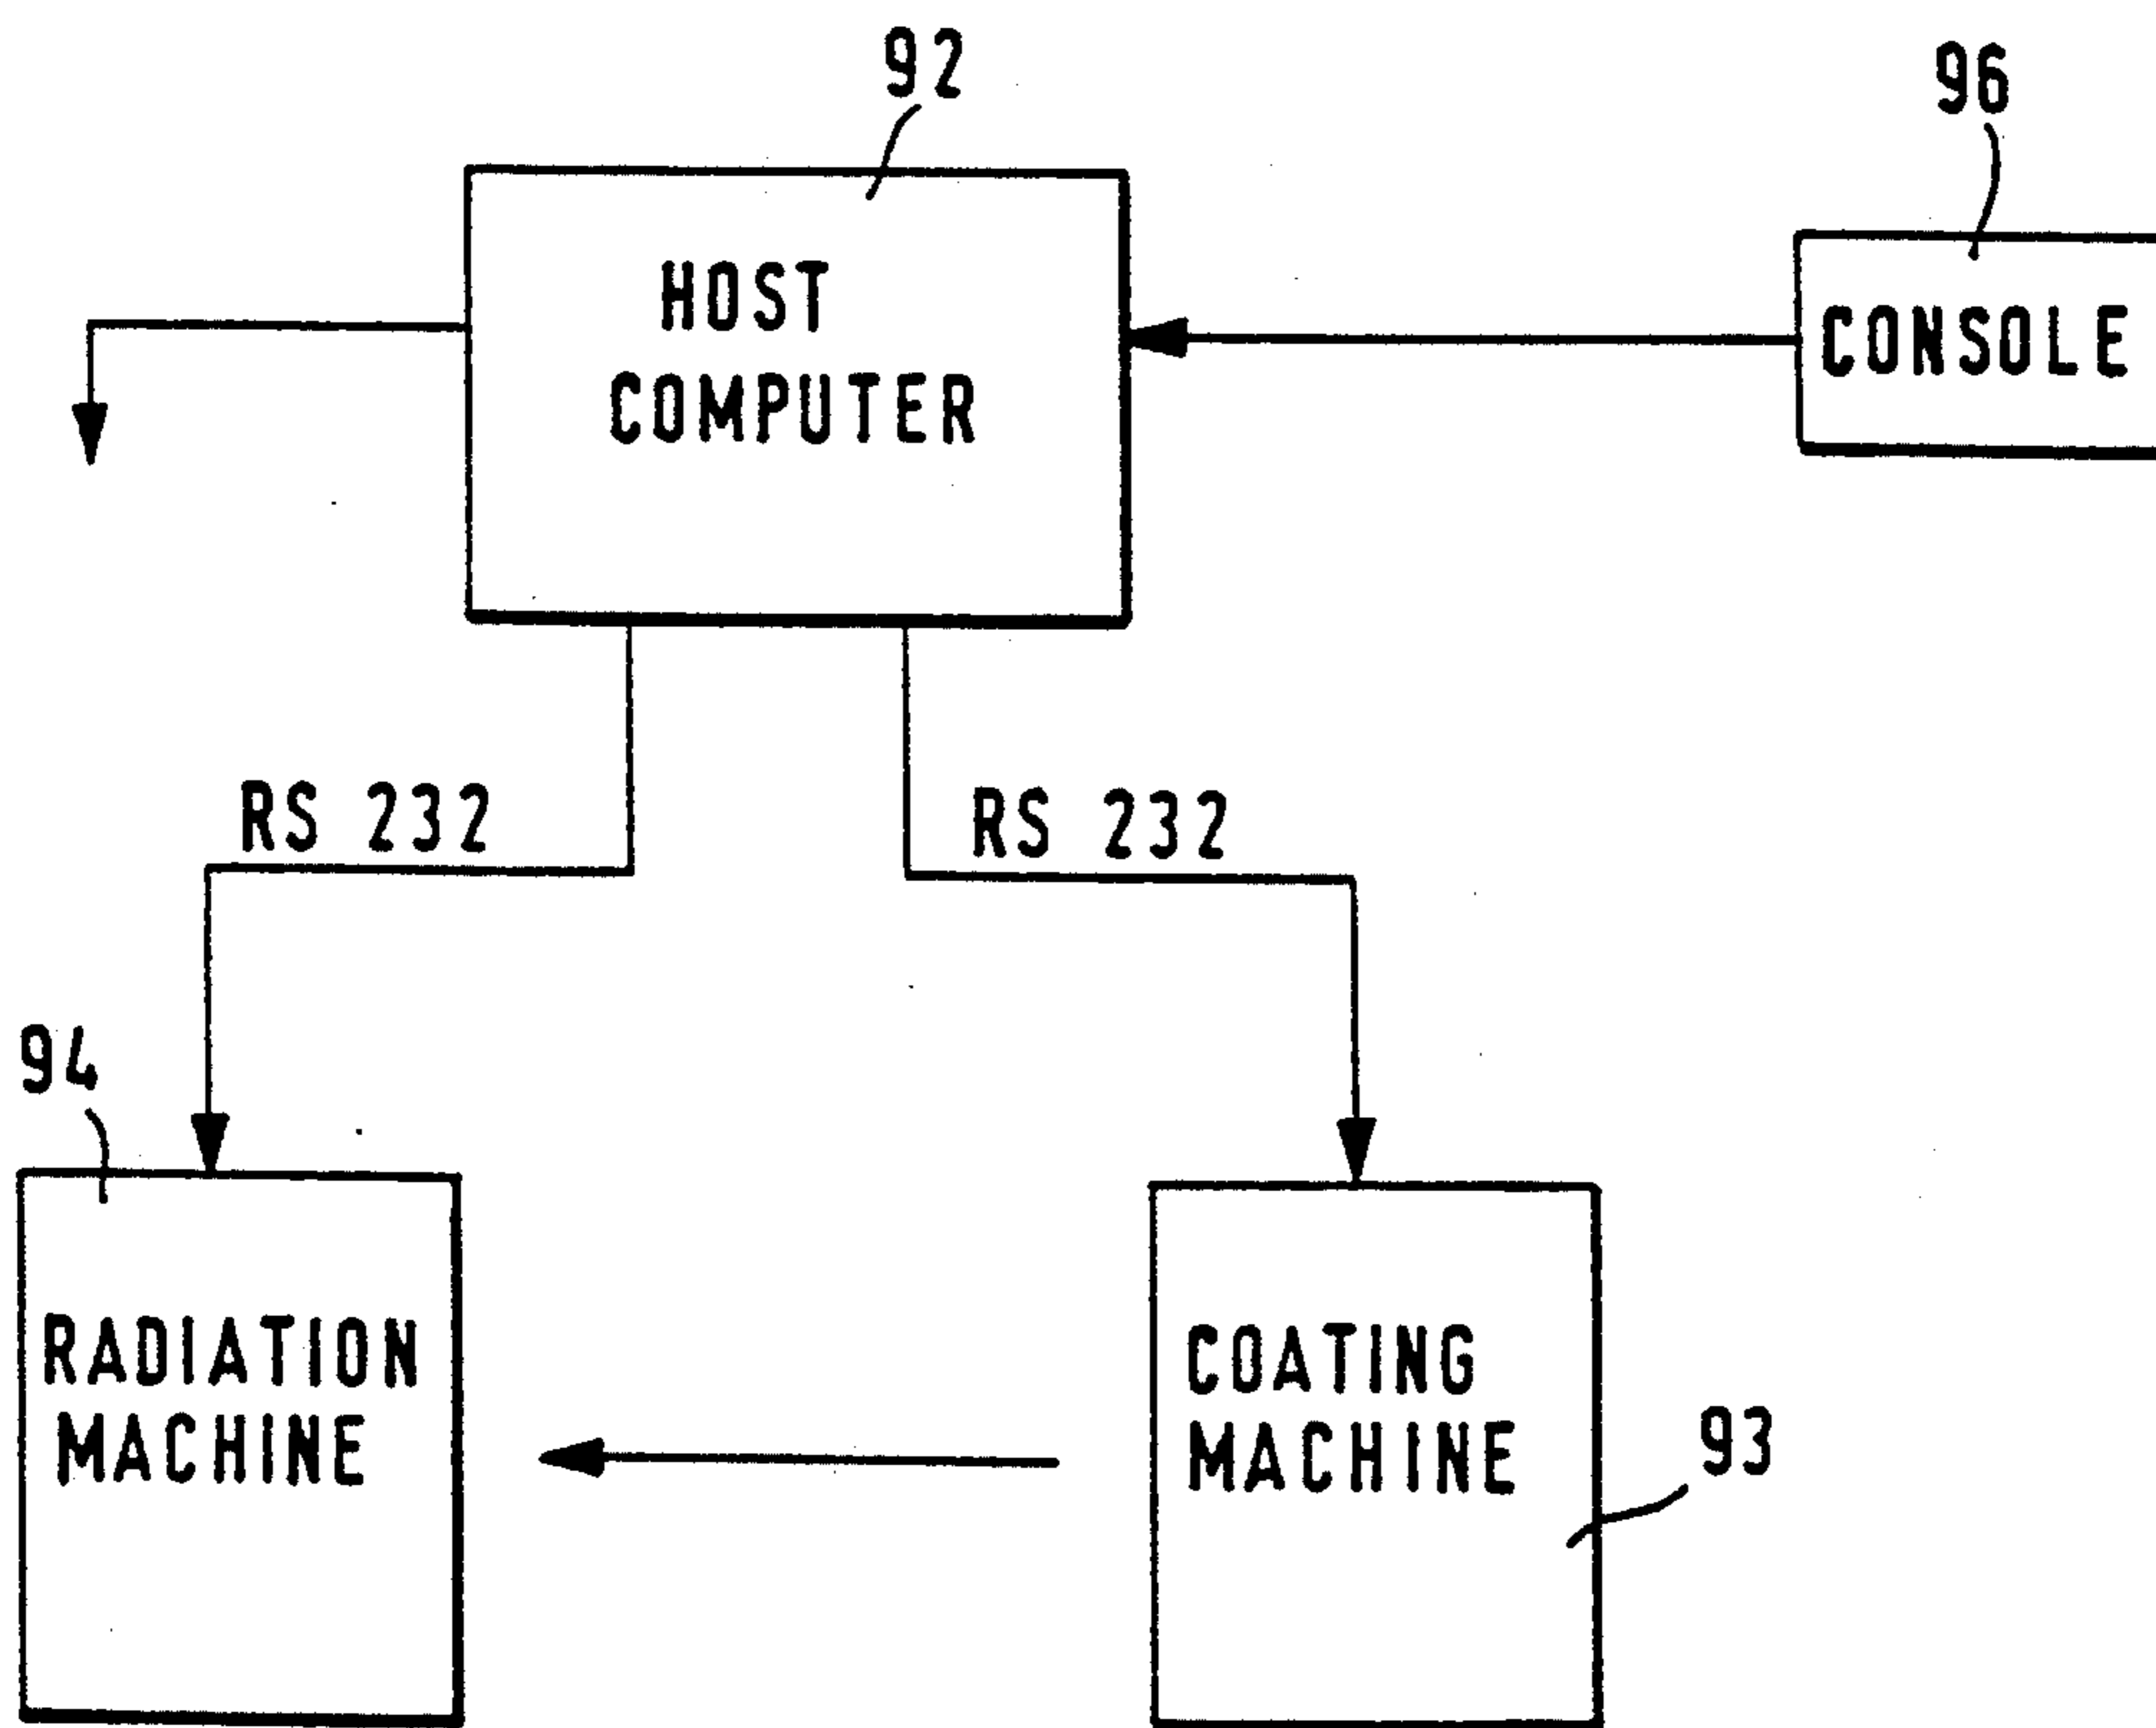 92
96
HOST
COMPUTER
CONSOLE
RS 232
RS 232
94
RADIATION
MACHINE
COATING
MACHINE
93